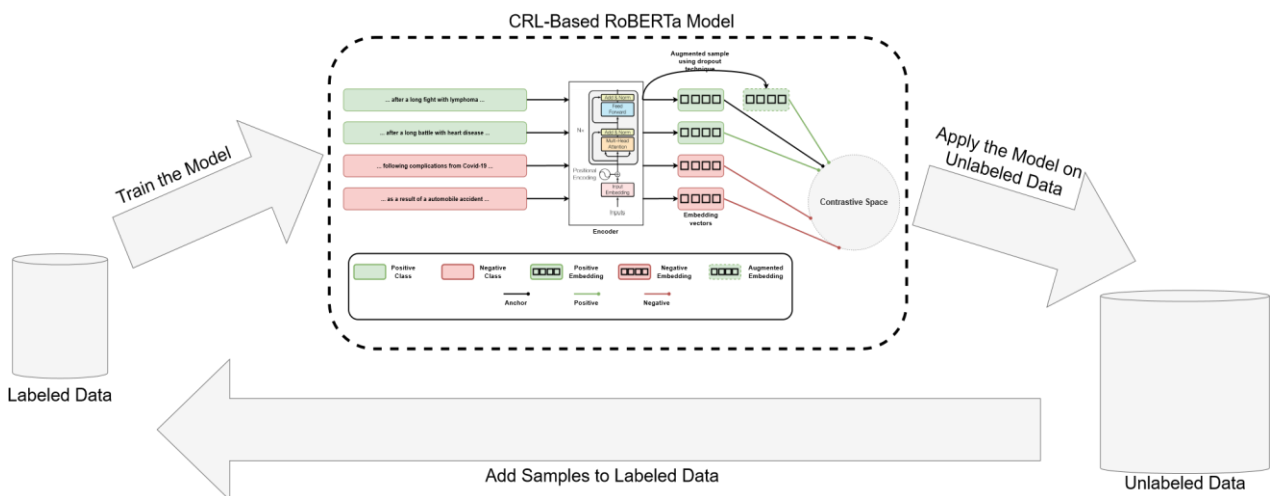 CRL-Based RoBERTa Model
Augmented sample
using dropout
technique
... after a long fight with lymphoma ...
... after a long battle with heart disease ...
... following complications from Covid-19 ...
... as a result of a automobile accident ...
Add & Norm
Feed
Forward
N×
Add & Norm
Multi-Head
Attention
Positional
Encoding
Input
Embedding
Inputs
Encoder
Embedding
vectors
Contrastive Space
Positive
Class
Negative
Class
Positive
Embedding
Negative
Embedding
Augmented
Embedding
Anchor
Positive
Negative
Train the Model
Apply the Model on
Unlabeled Data
Labeled Data
Add Samples to Labeled Data
Unlabeled Data